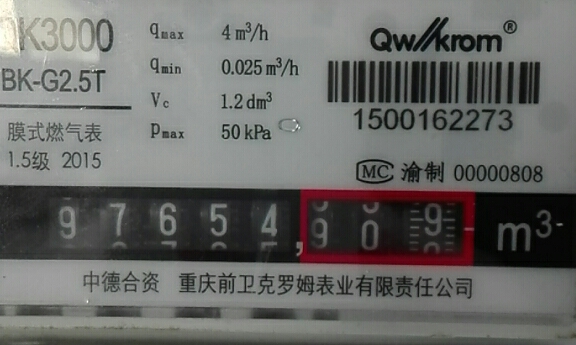 K3000
BK-G2.5T
膜式燃气表
1.5级 2015
qmax 4 m³/h
qmin 0.025 m³/h
Vc 1.2 dm³
Pmax 50 kPa
Qw//krom®
1500162273
MC 渝制 00000808
97654,909 m³
中德合资 重庆前卫克罗姆表业有限责任公司